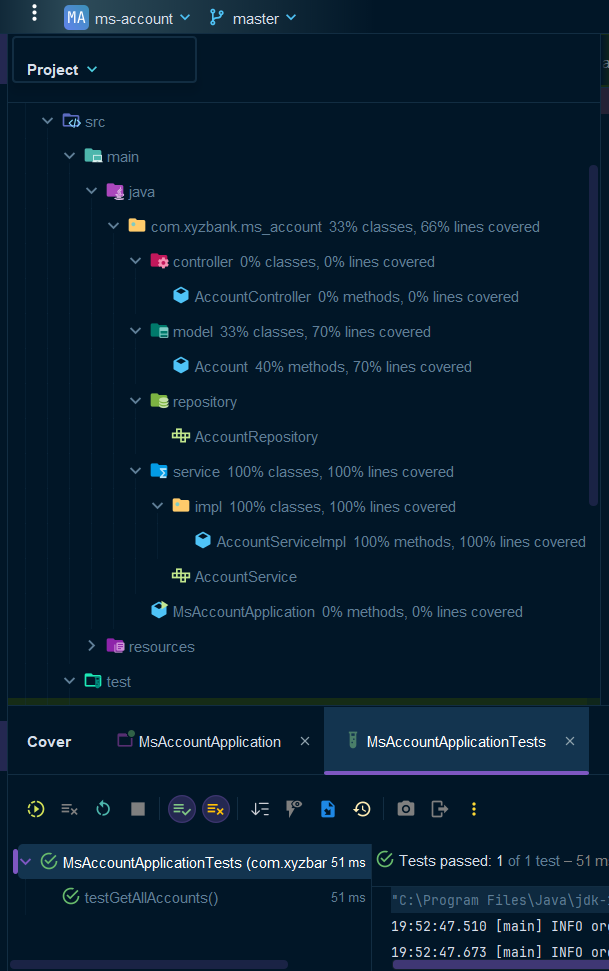 MA ms-account master
Project
src
main
java
com.xyzbank.ms_account 33% classes, 66% lines covered
controller 0% classes, 0% lines covered
AccountController 0% methods, 0% lines covered
model 33% classes, 70% lines covered
Account 40% methods, 70% lines covered
repository
AccountRepository
service 100% classes, 100% lines covered
impl 100% classes, 100% lines covered
AccountServiceImpl 100% methods, 100% lines covered
AccountService
MsAccountApplication 0% methods, 0% lines covered
resources
test
Cover MsAccountApplication MsAccountApplicationTests
MsAccountApplicationTests (com.xyzbar 51 ms
Tests passed: 1 of 1 test – 51 m
testGetAllAccounts() 51 ms
"C:\Program Files\Java\jdk-
19:52:47.510 [main] INFO or
19:52:47.673 [main] INFO or